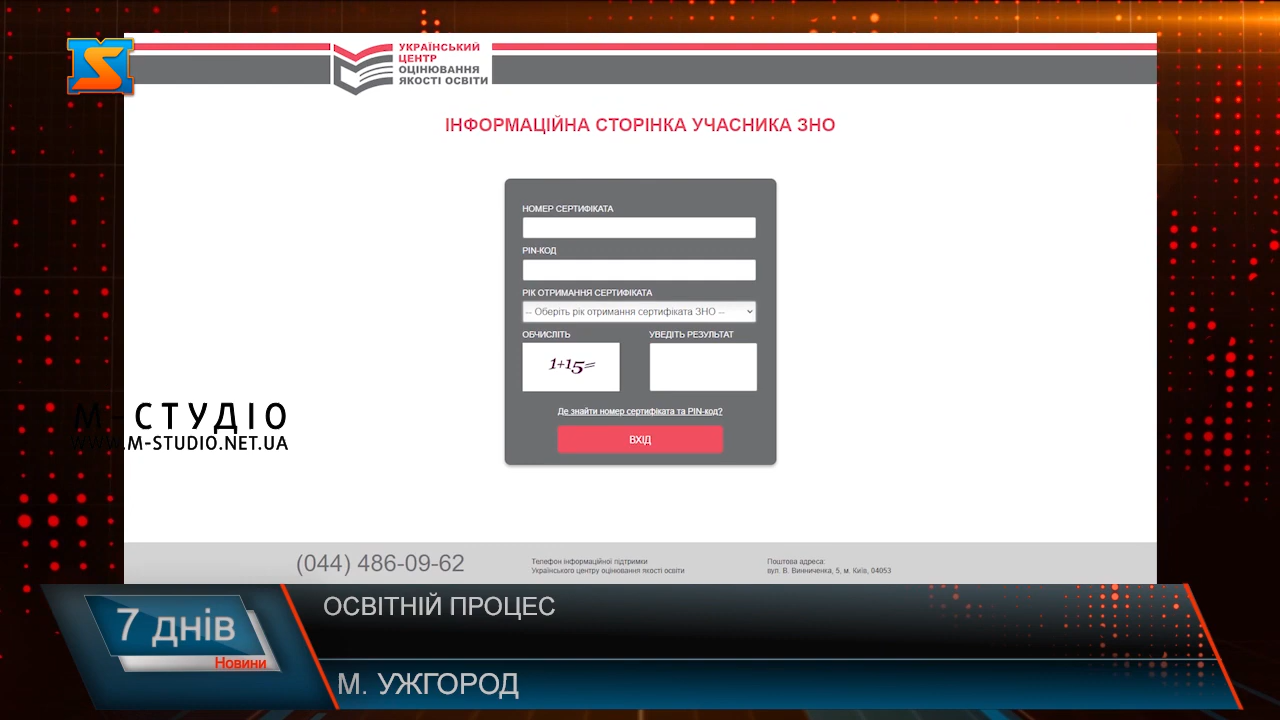 УКРАЇНСЬКИЙ
ЦЕНТР
ОЦІНЮВАННЯ
ЯКОСТІ ОСВІТИ
ІНФОРМАЦІЙНА СТОРІНКА УЧАСНИКА ЗНО
НОМЕР СЕРТИФІКАТА
PIN-КОД
РІК ОТРИМАННЯ СЕРТИФІКАТА
-- Оберіть рік отримання сертифіката ЗНО --
ОБЧИСЛІТЬ
УВЕДІТЬ РЕЗУЛЬТАТ
1+15=
Де знайти номер сертифіката та PIN-код?
ВХІД
М-СТУДІО
WWW.M-STUDIO.NET.UA
(044) 486-09-62
Телефон інформаційної підтримки
Українського центру оцінювання якості освіти
Поштова адреса:
вул. В. Винниченка, 5, м. Київ, 04053
7 днів
Новини
ОСВІТНІЙ ПРОЦЕС
М. УЖГОРОД